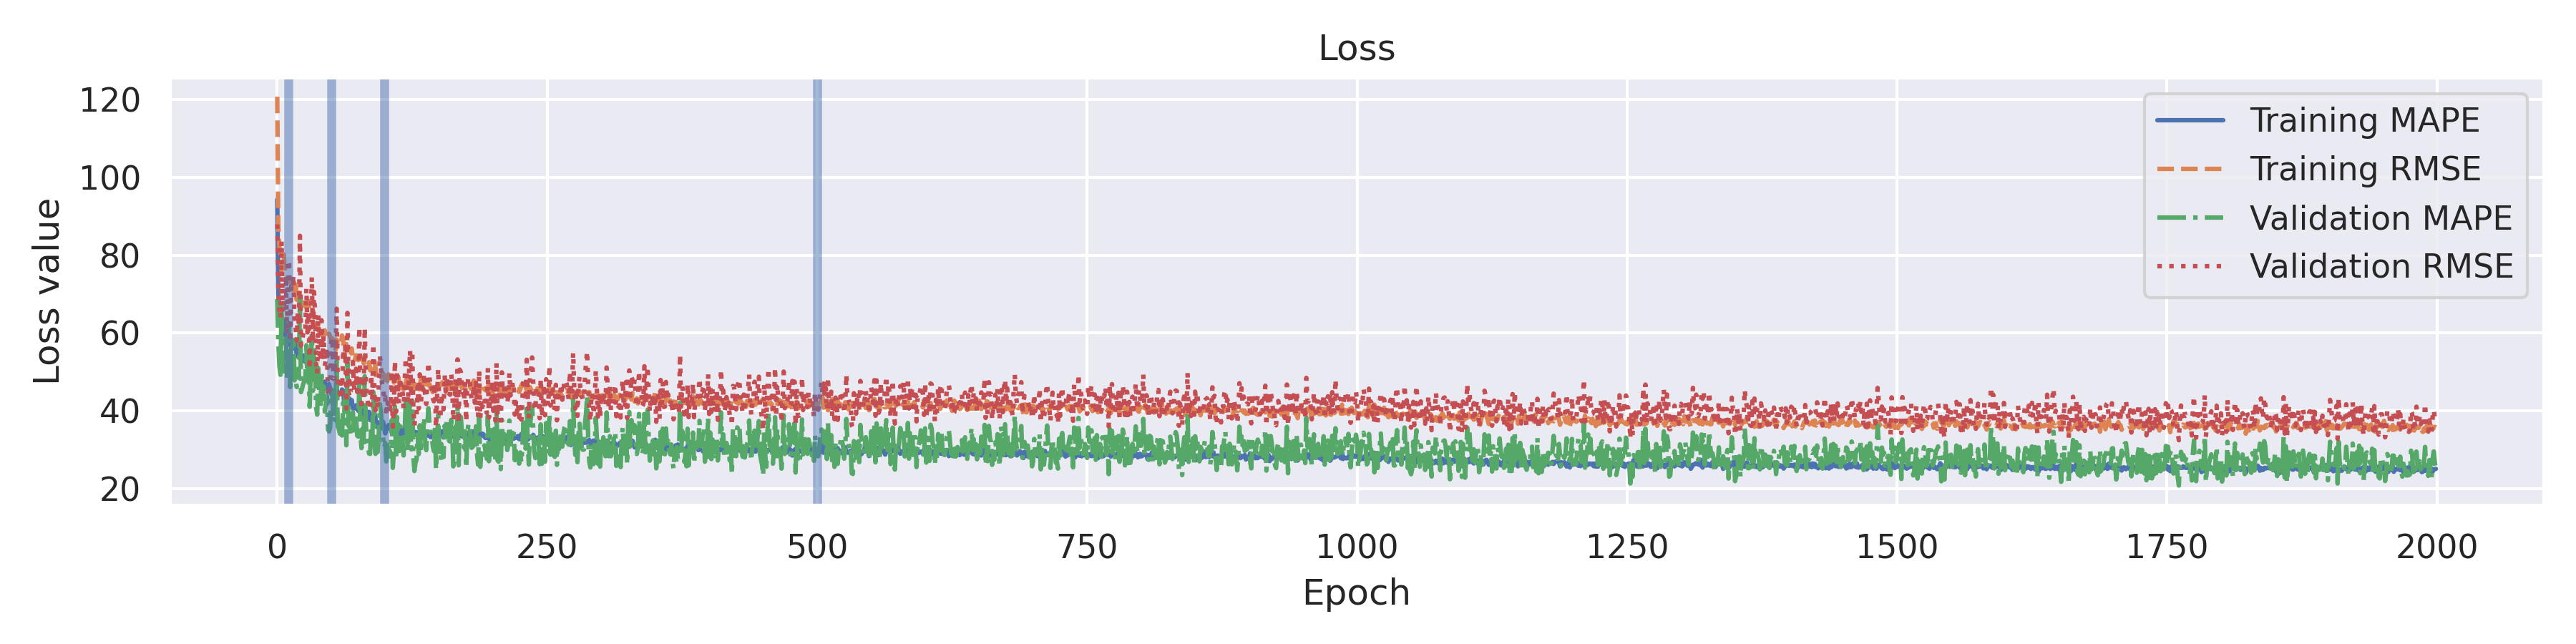 Loss
120
100
80
60
40
20
Loss value
Training MAPE
Training RMSE
Validation MAPE
Validation RMSE
0 250 500 750 1000 1250 1500 1750 2000
Epoch